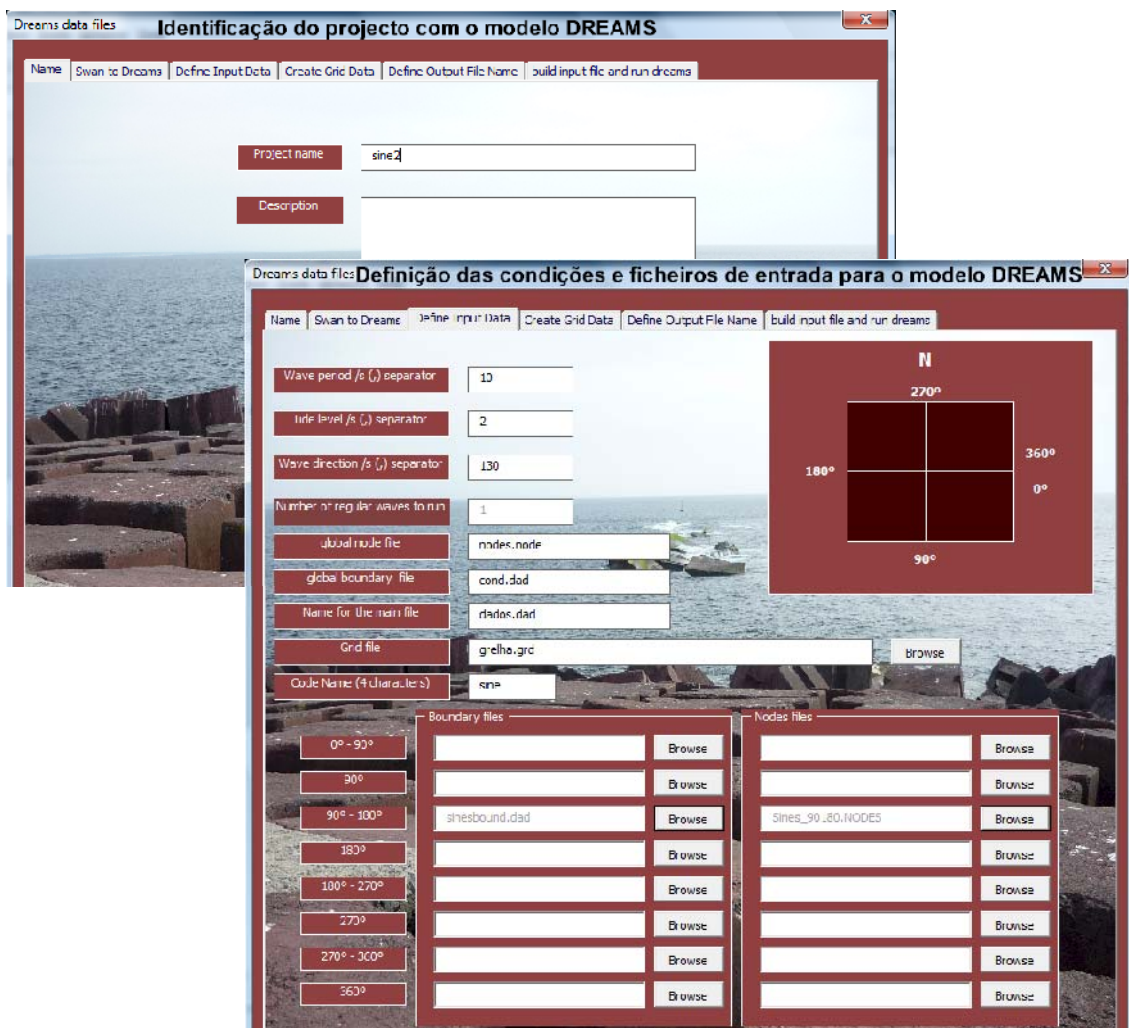 Dreams data files Identificação do projecto com o modelo DREAMS X
Name Swan to Dreams Define Input Data Create Grid Data Define Output File Name build input file and run dreams
Project name sine2
Description
Dreams data files Definição das condições e ficheiros de entrada para o modelo DREAMS X
Name Swan to Dreams Define Input Data Create Grid Data Define Output File Name build input file and run dreams
Wave period /s (,) separator 10
Tide level /s (,) separator 2
Wave direction /s (,) separator 130
Number of regular waves to run 1
global node file nodes.node
global boundary file cond.dad
Name for the main file dados.dad
Grid file grelha.grd Browse
Code Name (4 characters) sine
N
270º
180º
360º
0º
90º
Boundary files Nodes files
0º - 90º Browse Browse
90º Browse Browse
90º - 180º sinesbound.dad Browse Sines_90180.NODES Browse
180º Browse Browse
180º - 270º Browse Browse
270º Browse Browse
270º - 360º Browse Browse
360º Browse Browse